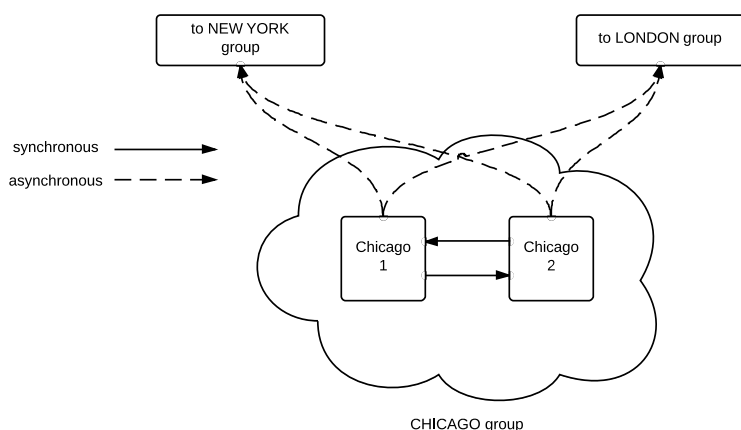 to NEW YORK
group
to LONDON group
synchronous
asynchronous
Chicago
1
Chicago
2
CHICAGO group